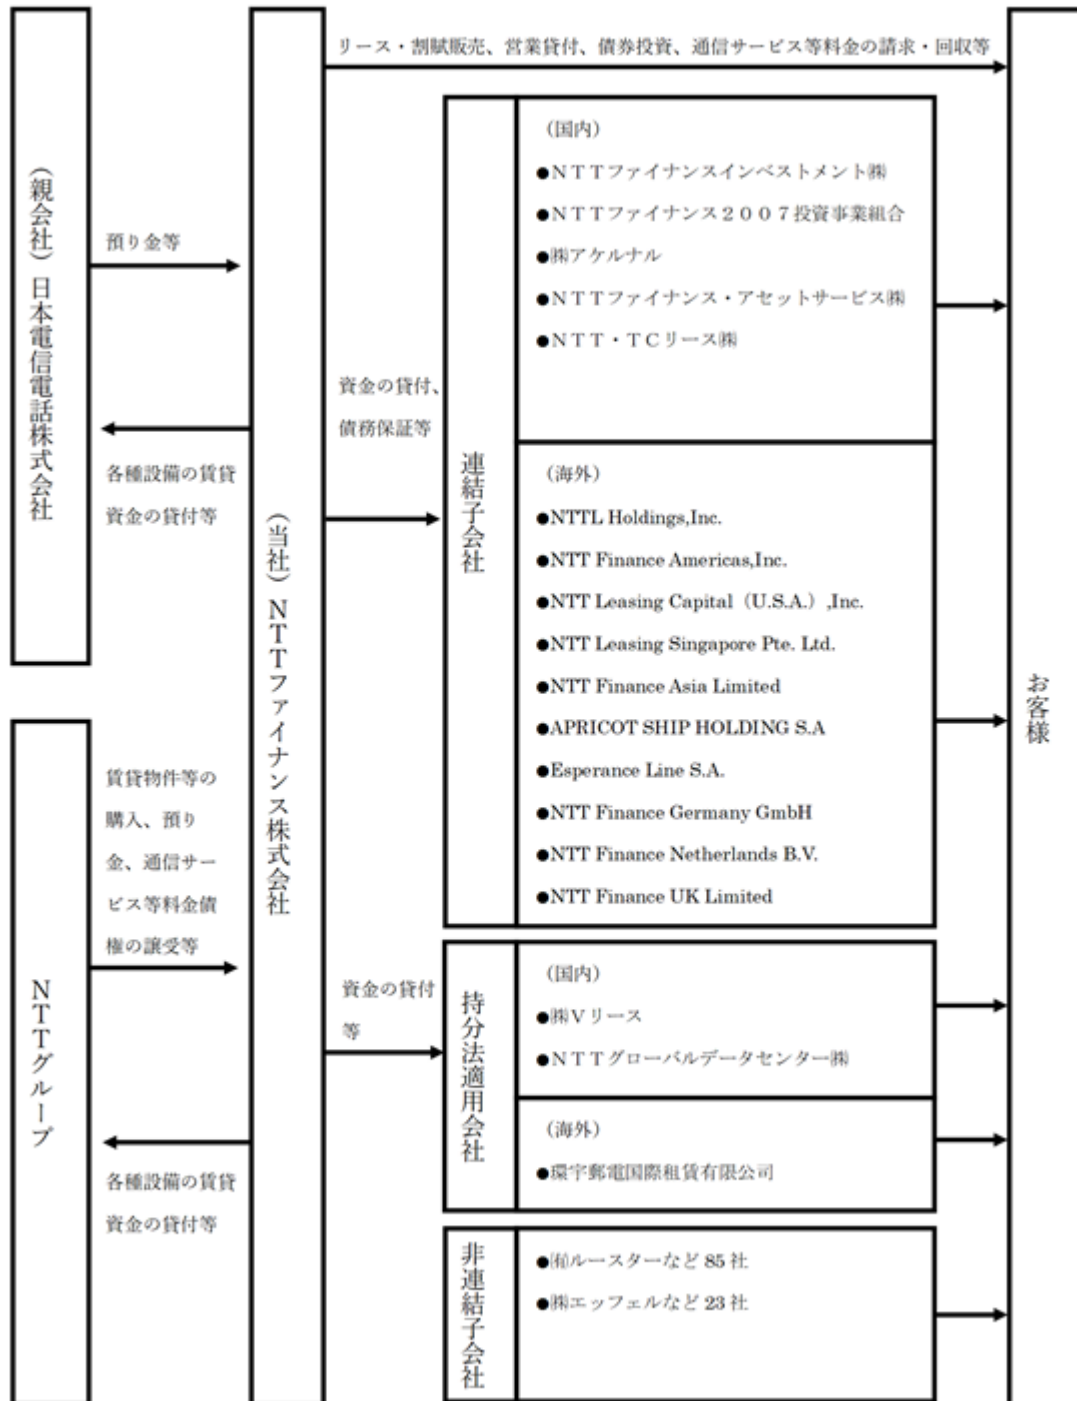 リース・割賦販売、営業貸付、債券投資、通信サービス等料金の請求・回収等
(親会社)日本電信電話株式会社
預り金等
各種設備の賃貸
資金の貸付等
NTTグループ
賃貸物件等の
購入、預り
金、通信サー
ビス等料金債
権の譲受等
各種設備の賃貸
資金の貸付等
(当社)NTTファイナンス株式会社
資金の貸付、
債務保証等
連結子会社
(国内)
●NTTファイナンスインベストメント㈱
●NTTファイナンス2007投資事業組合
●㈱アケルナル
●NTTファイナンス・アセットサービス㈱
●NTT・TCリース㈱
(海外)
●NTTL Holdings,Inc.
●NTT Finance Americas,Inc.
●NTT Leasing Capital(U.S.A.),Inc.
●NTT Leasing Singapore Pte. Ltd.
●NTT Finance Asia Limited
●APRICOT SHIP HOLDING S.A
●Esperance Line S.A.
●NTT Finance Germany GmbH
●NTT Finance Netherlands B.V.
●NTT Finance UK Limited
資金の貸付
等
持分法適用会社
(国内)
●㈱Vリース
●NTTグローバルデータセンター㈱
(海外)
●環宇郵電国際租賃有限公司
非連結子会社
●㈲ルースターなど 85 社
●㈱エッフェルなど 23 社
お客様